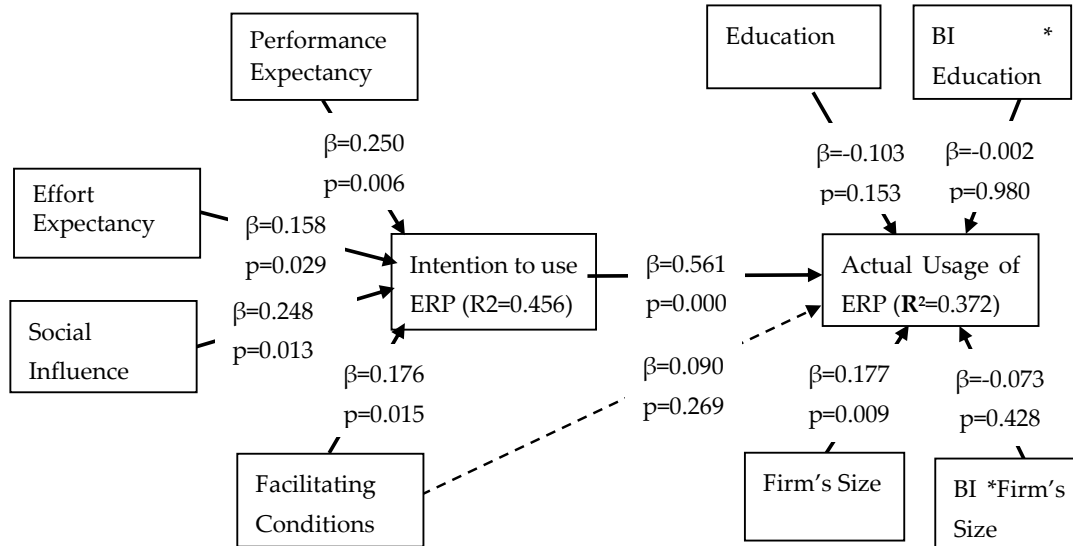 Performance
Expectancy
Education
BI *
Education
β=0.250
p=0.006
β=-0.103
p=0.153
β=-0.002
p=0.980
Effort
Expectancy
β=0.158
p=0.029
Intention to use
ERP (R2=0.456)
β=0.561
p=0.000
Actual Usage of
ERP (R²=0.372)
Social
Influence
β=0.248
p=0.013
β=0.176
p=0.015
β=0.090
p=0.269
β=0.177
p=0.009
β=-0.073
p=0.428
Facilitating
Conditions
Firm's Size
BI *Firm's
Size